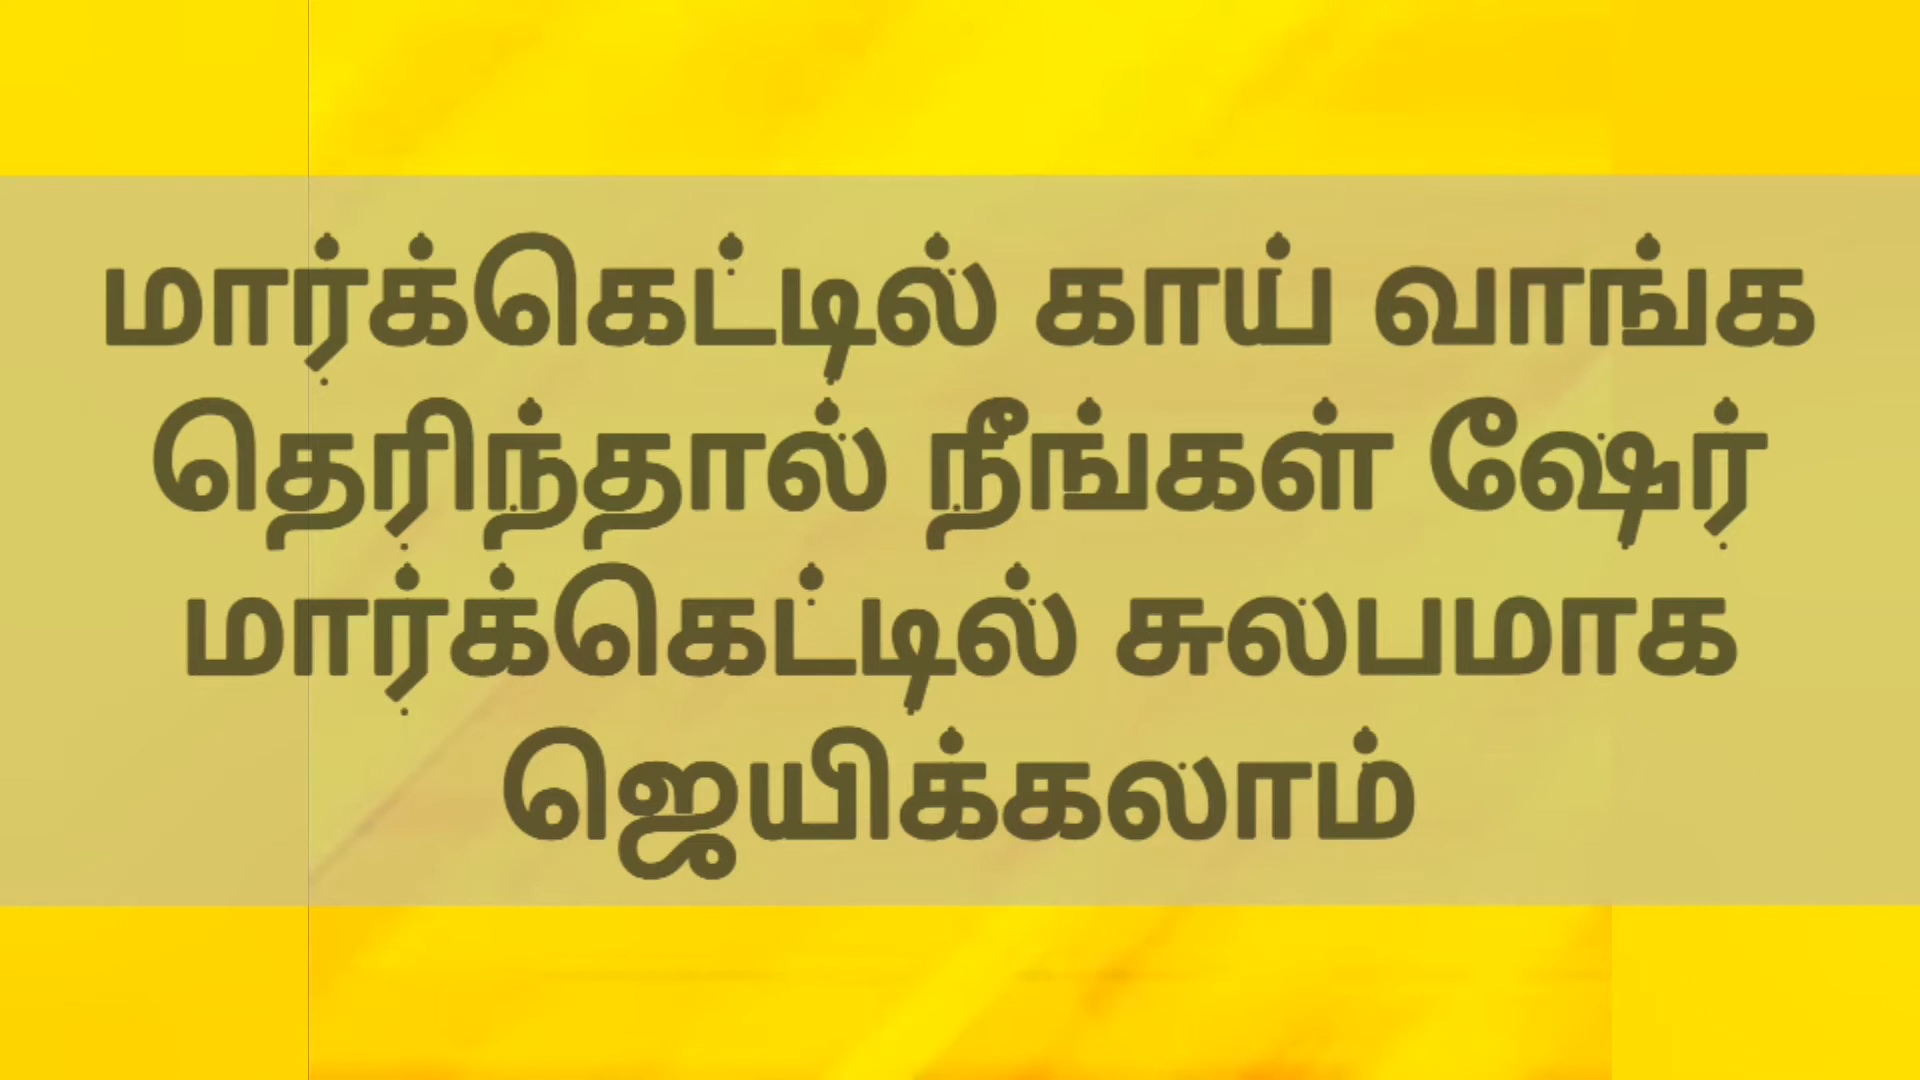 மார்க்கெட்டில் காய் வாங்க
தெரிந்தால் நீங்கள் ஷேர்
மார்க்கெட்டில் சுலபமாக
ஜெயிக்கலாம்